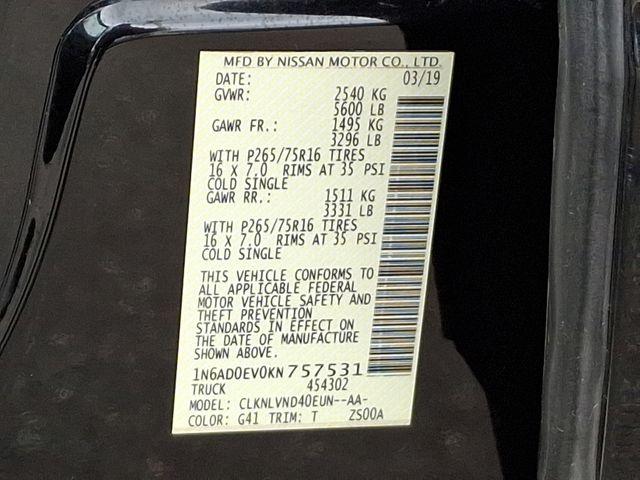 MFD BY NISSAN MOTOR CO., LTD.
DATE: 03/19
GVWR: 2540 KG
5600 LB
GAWR FR.: 1495 KG
3296 LB
WITH P265/75R16 TIRES
16 X 7.0 RIMS AT 35 PSI
COLD SINGLE
GAWR RR.: 1511 KG
3331 LB
WITH P265/75R16 TIRES
16 X 7.0 RIMS AT 35 PSI
COLD SINGLE
THIS VEHICLE CONFORMS TO
ALL APPLICABLE FEDERAL
MOTOR VEHICLE SAFETY AND
THEFT PREVENTION
STANDARDS IN EFFECT ON
THE DATE OF MANUFACTURE
SHOWN ABOVE.
1N6AD0EV0KN757531
TRUCK 454302
MODEL: CLKNLVND40EUN--AA-
COLOR: G41 TRIM: T ZS00A